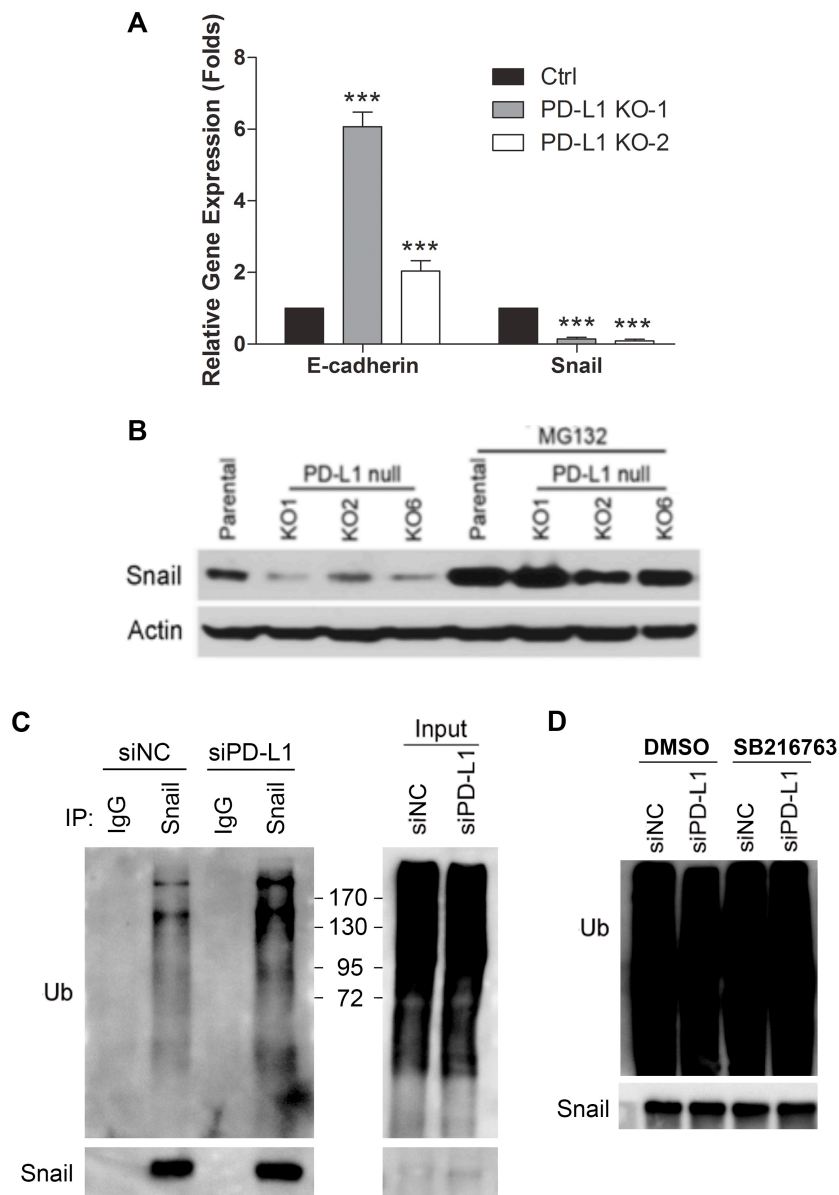 A
Relative Gene Expression (Folds)
8
6
4
2
0
***
***
***
***
Ctrl
PD-L1 KO-1
PD-L1 KO-2
E-cadherin
Snail
B
MG132
Parental
PD-L1 null
KO1
KO2
KO6
Parental
PD-L1 null
KO1
KO2
KO6
Snail
Actin
C
siNC
siPD-L1
Input
IP:
IgG
Snail
IgG
Snail
siNC
siPD-L1
170
130
95
72
Ub
Snail
D
DMSO
SB216763
siNC
siPD-L1
siNC
siPD-L1
Ub
Snail